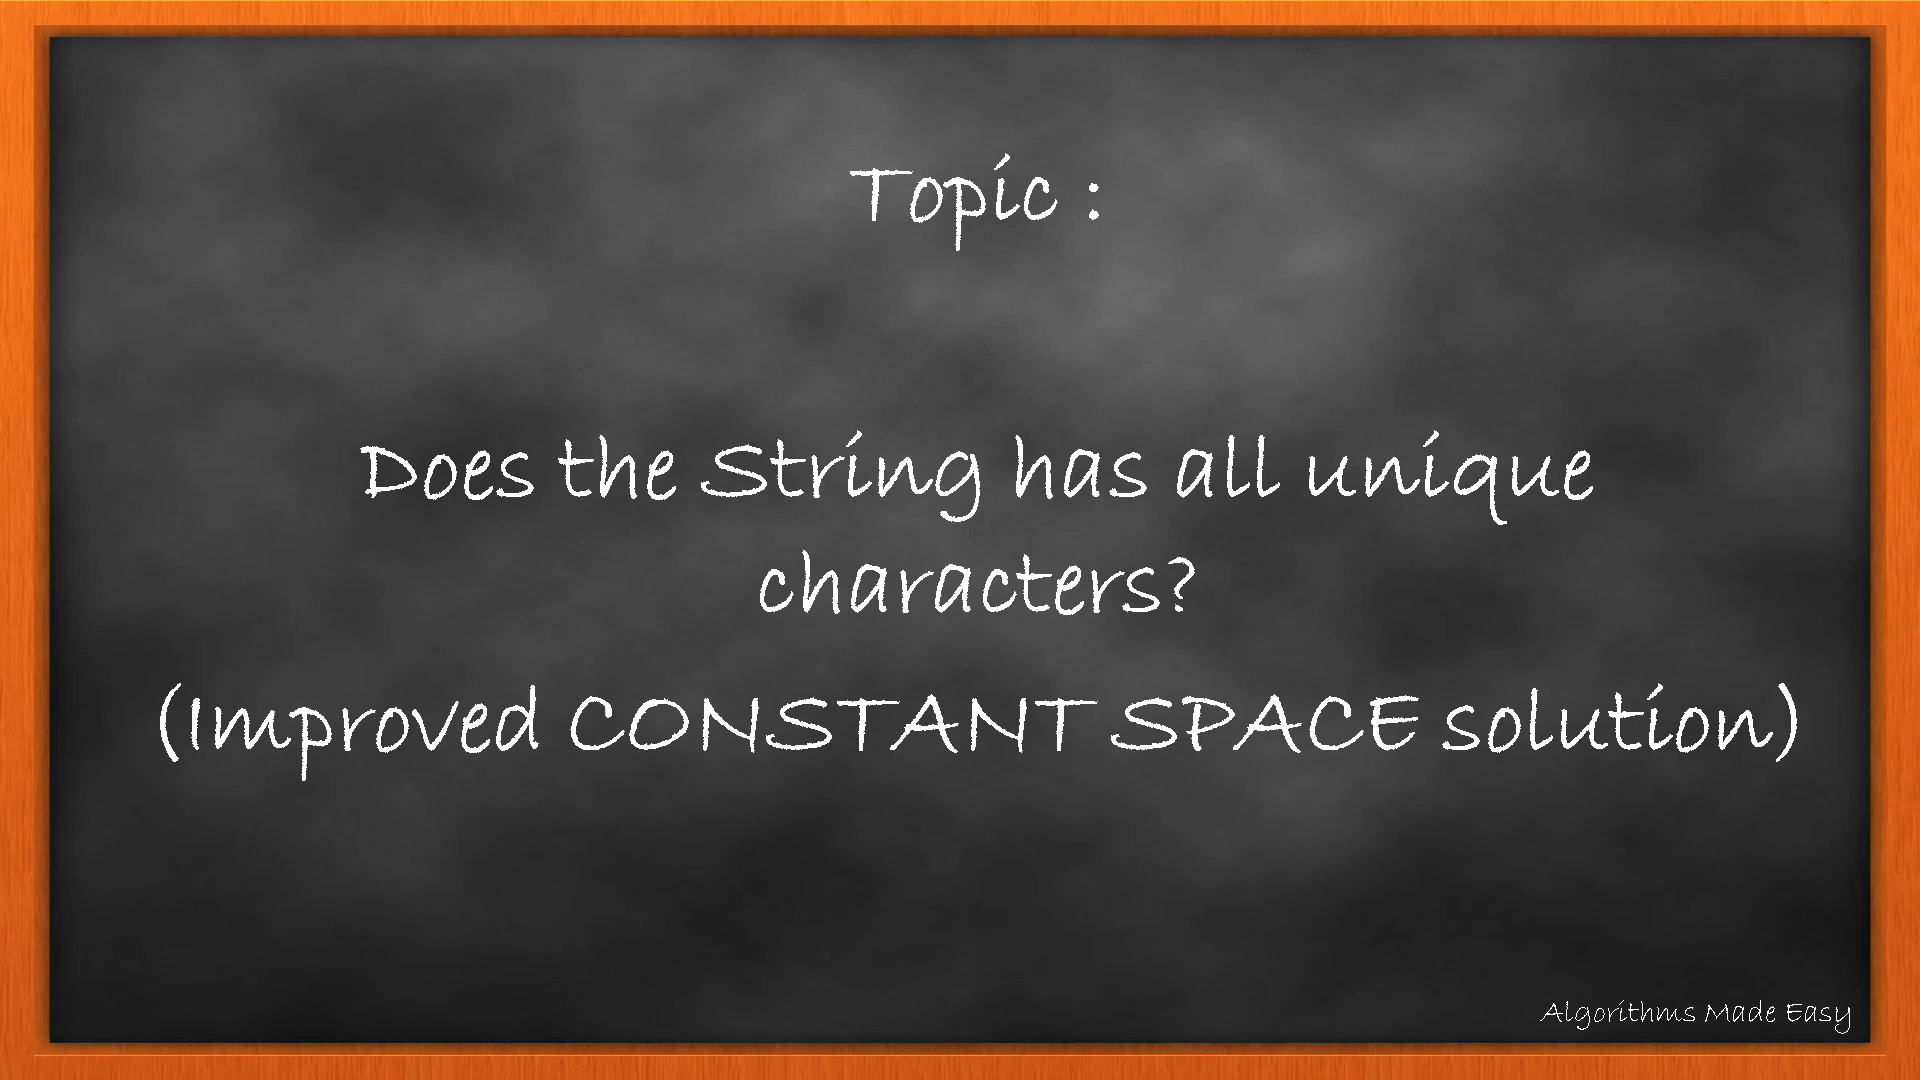 Topic :
Does the String has all unique
characters?
(Improved CONSTANT SPACE solution)
Algorithms Made Easy